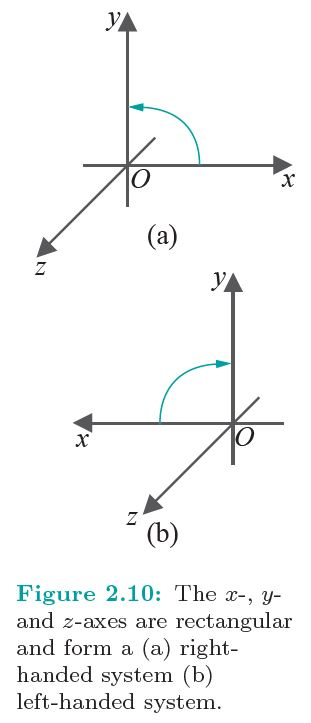 y
O
x
z
(a)
y
x
O
z
(b)
Figure 2.10: The x-, y-
and z-axes are rectangular
and form a (a) right-
handed system (b)
left-handed system.